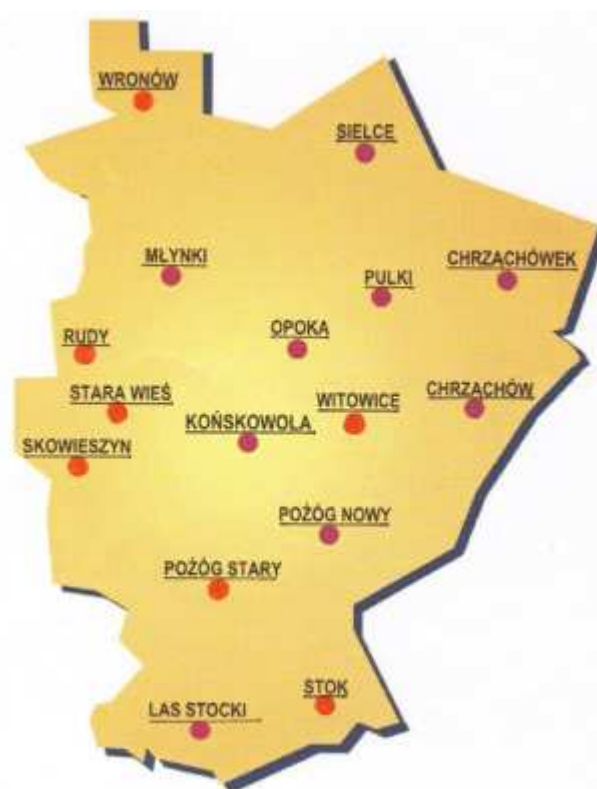 WRONÓW
SIELCE
MŁYNKI
CHRZĄCHÓWEK
PULKI
OPOKA
RUDY
STARA WIEŚ
CHRZĄCHÓW
WITOWICE
KOŃSKOWOLA
SKOWIESZYN
POŻÓG NOWY
POŻÓG STARY
STOK
LAS STOCKI